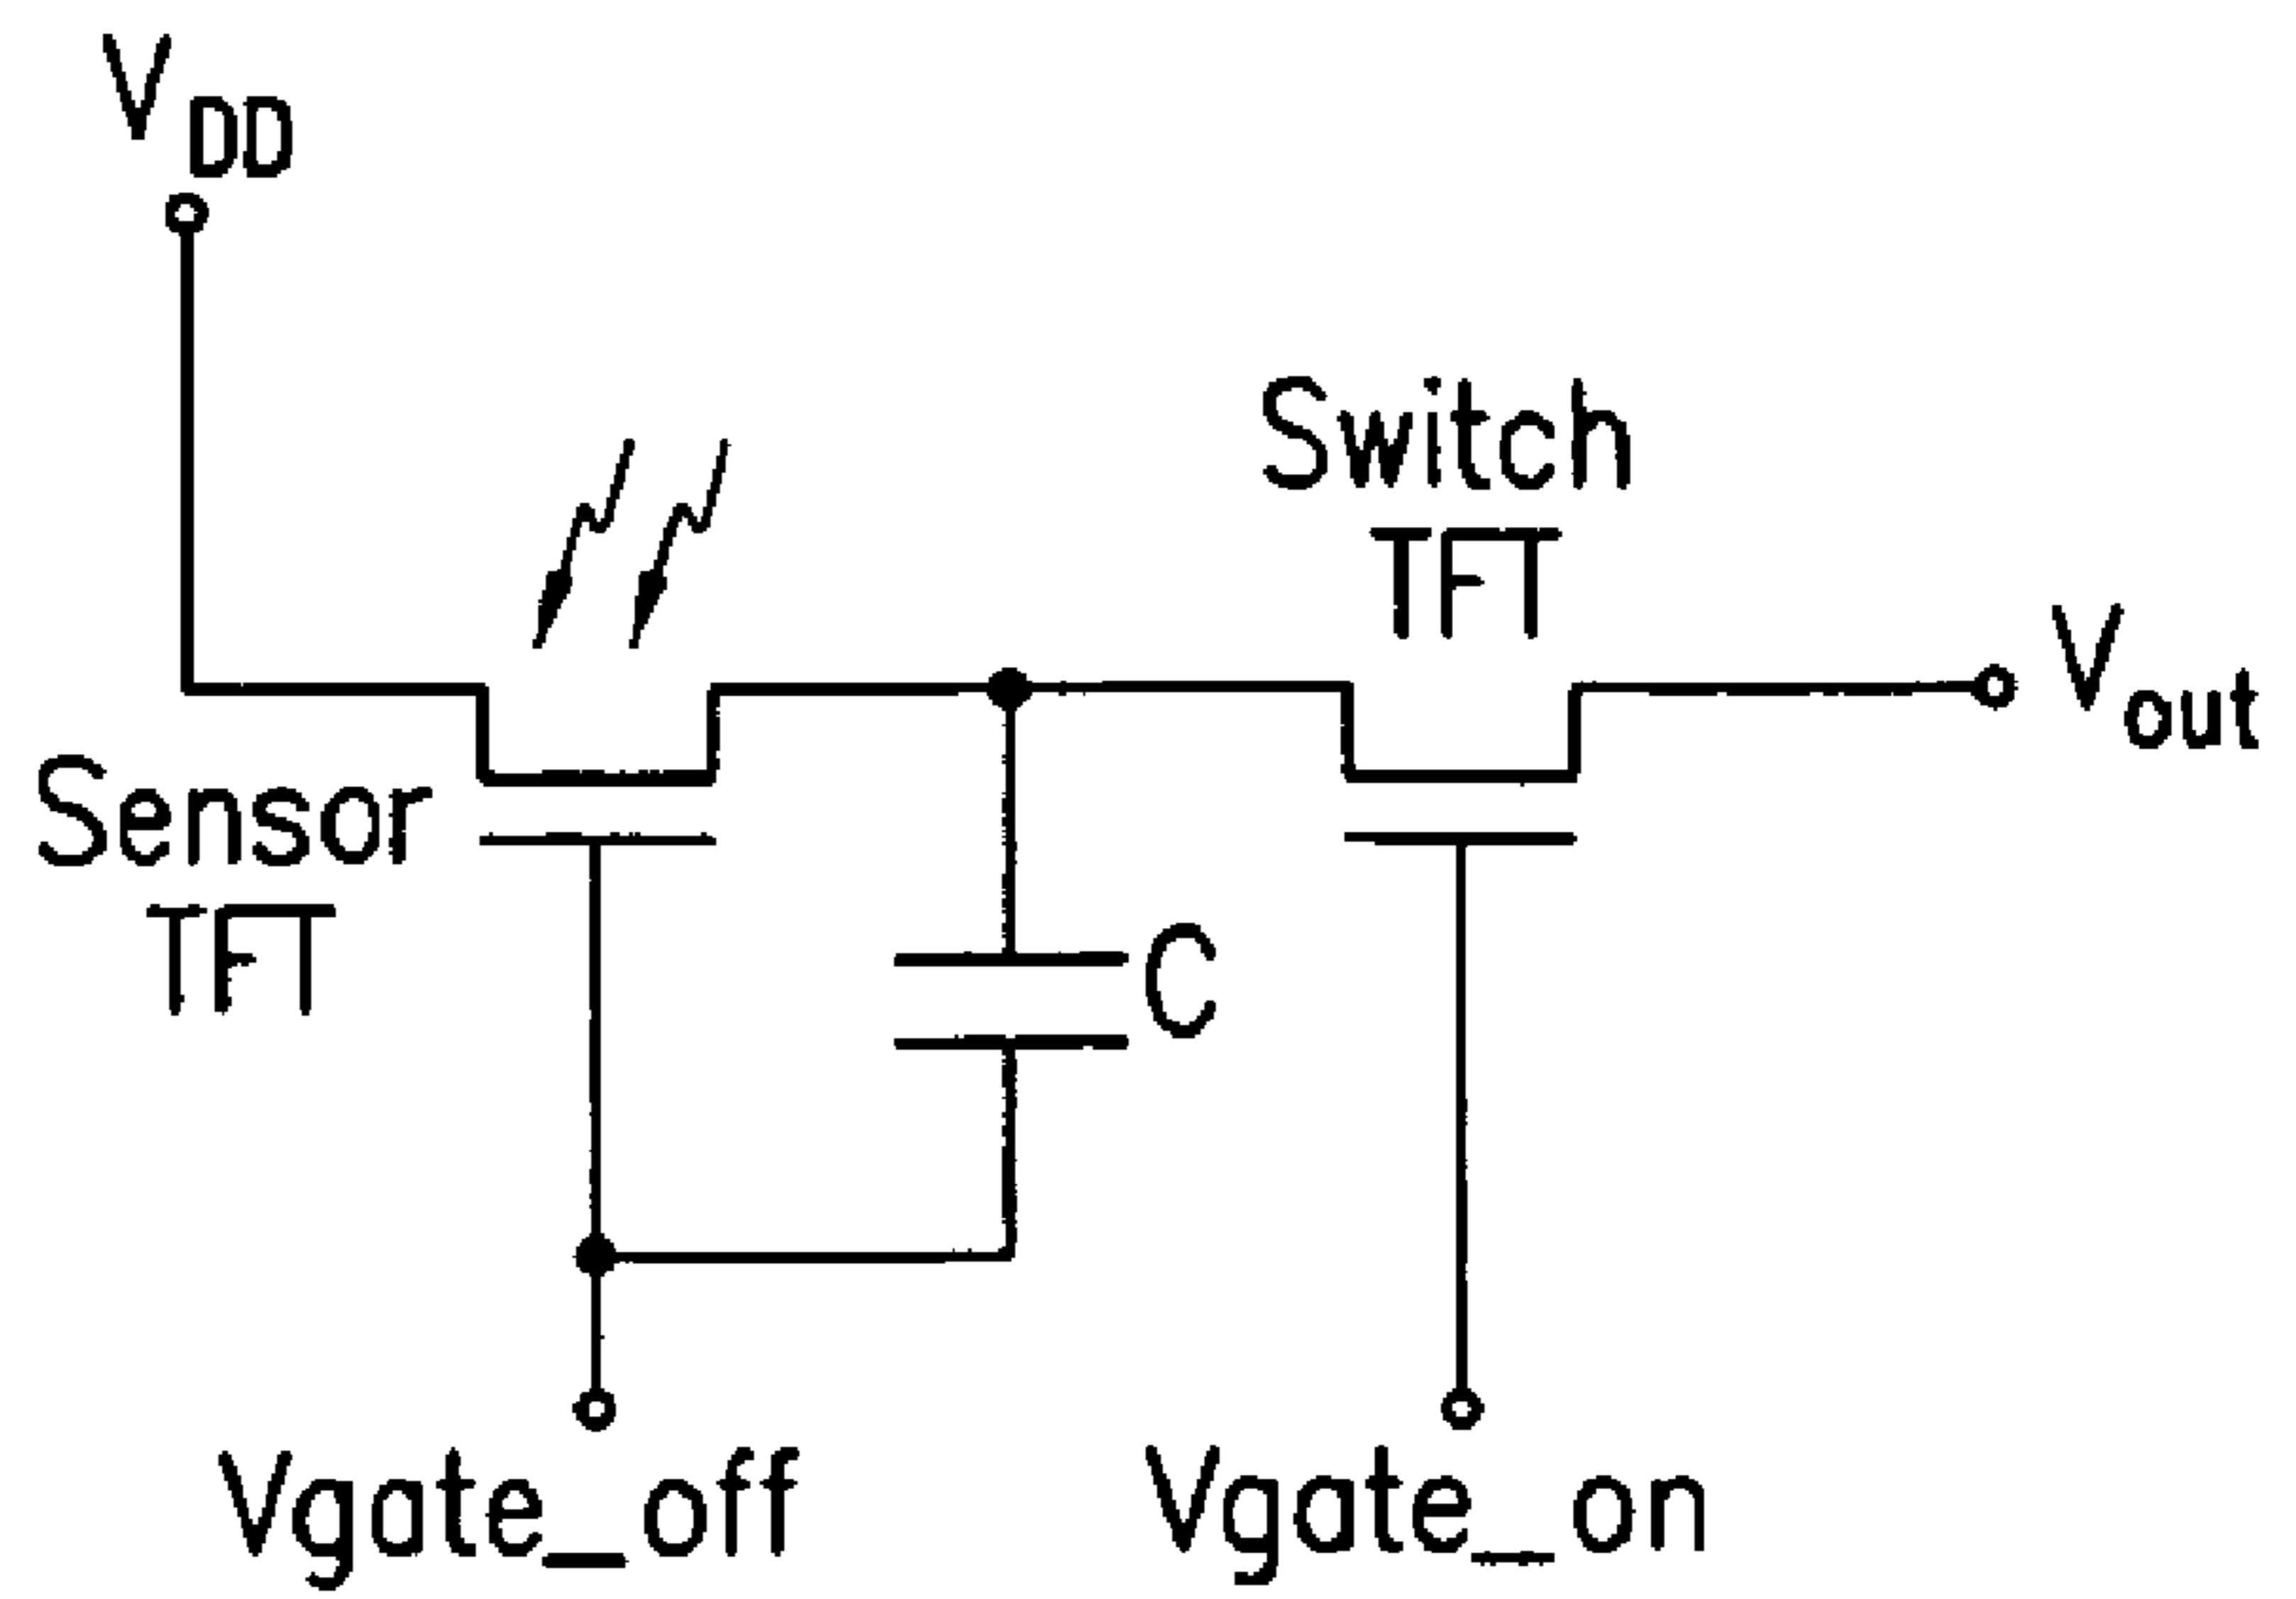 VDD
Switch
TFT
Vout
Sensor
TFT
C
Vgate_off
Vgate_on